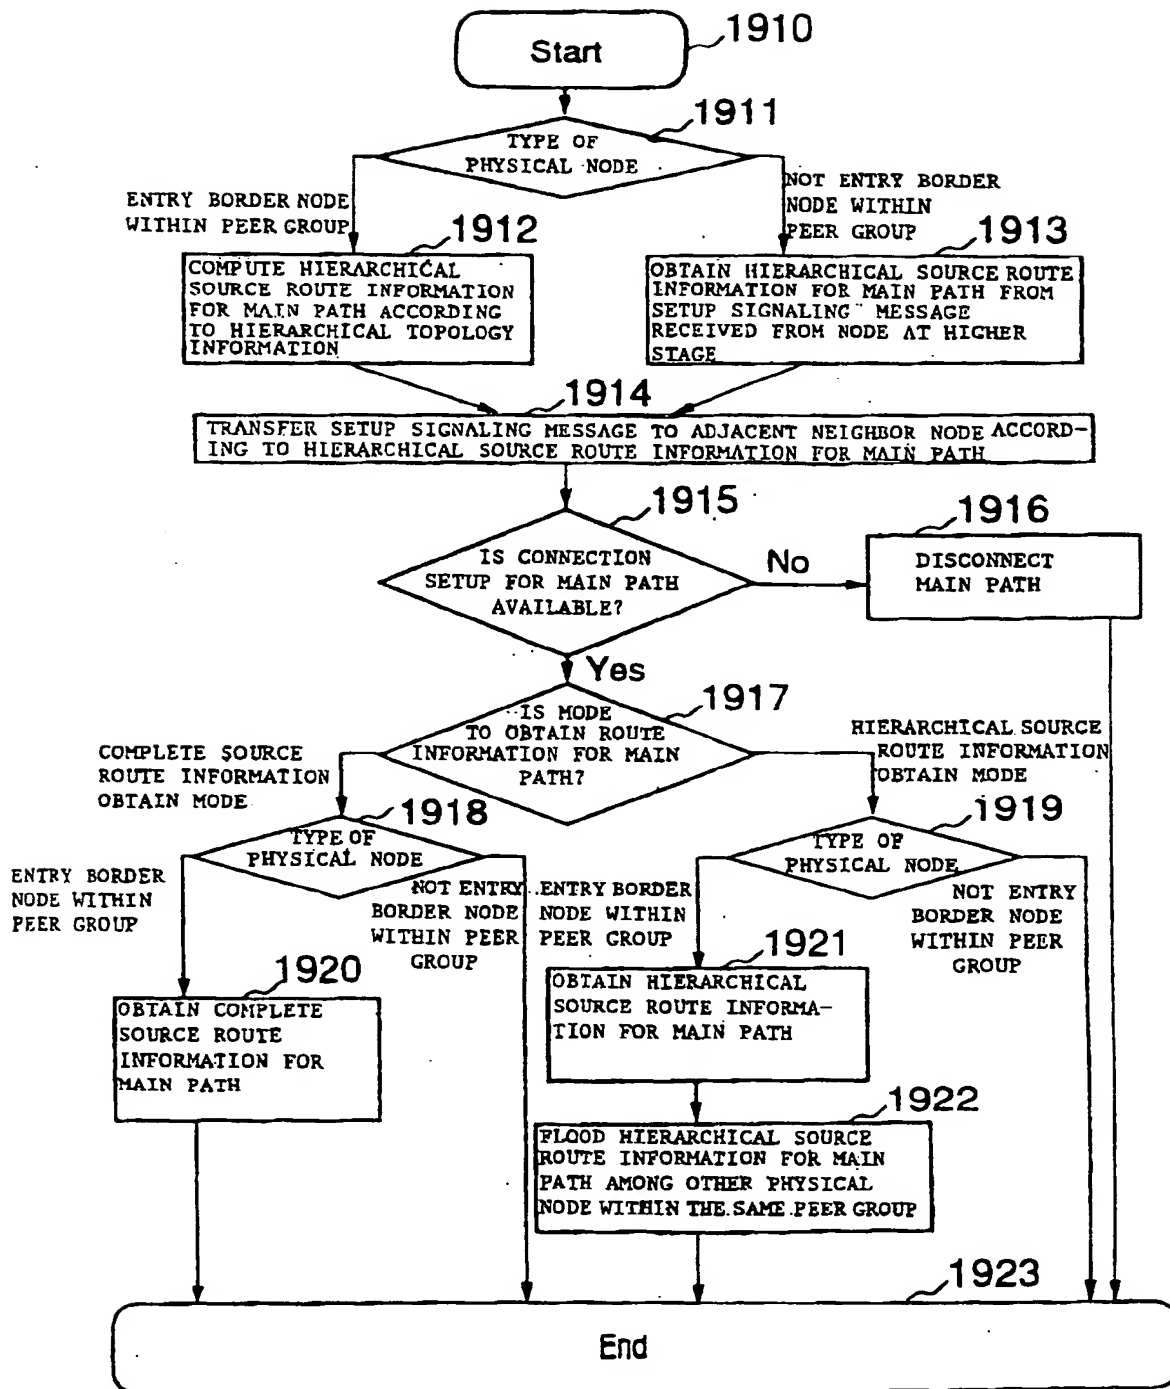 1910
Start
1911
TYPE OF
PHYSICAL NODE
ENTRY BORDER NODE
WITHIN PEER GROUP
NOT ENTRY BORDER
NODE WITHIN
PEER GROUP
1912
COMPUTE HIERARCHICAL
SOURCE ROUTE INFORMATION
FOR MAIN PATH ACCORDING
TO HIERARCHICAL TOPOLOGY
INFORMATION
1913
OBTAIN HIERARCHICAL SOURCE ROUTE
INFORMATION FOR MAIN PATH FROM
SETUP SIGNALING MESSAGE
RECEIVED FROM NODE AT HIGHER
STAGE
1914
TRANSFER SETUP SIGNALING MESSAGE TO ADJACENT NEIGHBOR NODE ACCORD-
ING TO HIERARCHICAL SOURCE ROUTE INFORMATION FOR MAIN PATH
1915
IS CONNECTION
SETUP FOR MAIN PATH
AVAILABLE?
No
1916
DISCONNECT
MAIN PATH
Yes
1917
IS MODE
TO OBTAIN ROUTE
INFORMATION FOR MAIN
PATH?
COMPLETE SOURCE
ROUTE INFORMATION
OBTAIN MODE
HIERARCHICAL SOURCE
ROUTE INFORMATION
OBTAIN MODE
1918
TYPE OF
PHYSICAL NODE
1919
TYPE OF
PHYSICAL NODE
ENTRY BORDER
NODE WITHIN
PEER GROUP
NOT ENTRY
BORDER NODE
WITHIN PEER
GROUP
ENTRY BORDER
NODE WITHIN
PEER GROUP
NOT ENTRY
BORDER NODE
WITHIN PEER
GROUP
1920
OBTAIN COMPLETE
SOURCE ROUTE
INFORMATION FOR
MAIN PATH
1921
OBTAIN HIERARCHICAL
SOURCE ROUTE INFORMA-
TION FOR MAIN PATH
1922
FLOOD HIERARCHICAL SOURCE
ROUTE INFORMATION FOR MAIN
PATH AMONG OTHER PHYSICAL
NODE WITHIN THE SAME PEER GROUP
1923
End